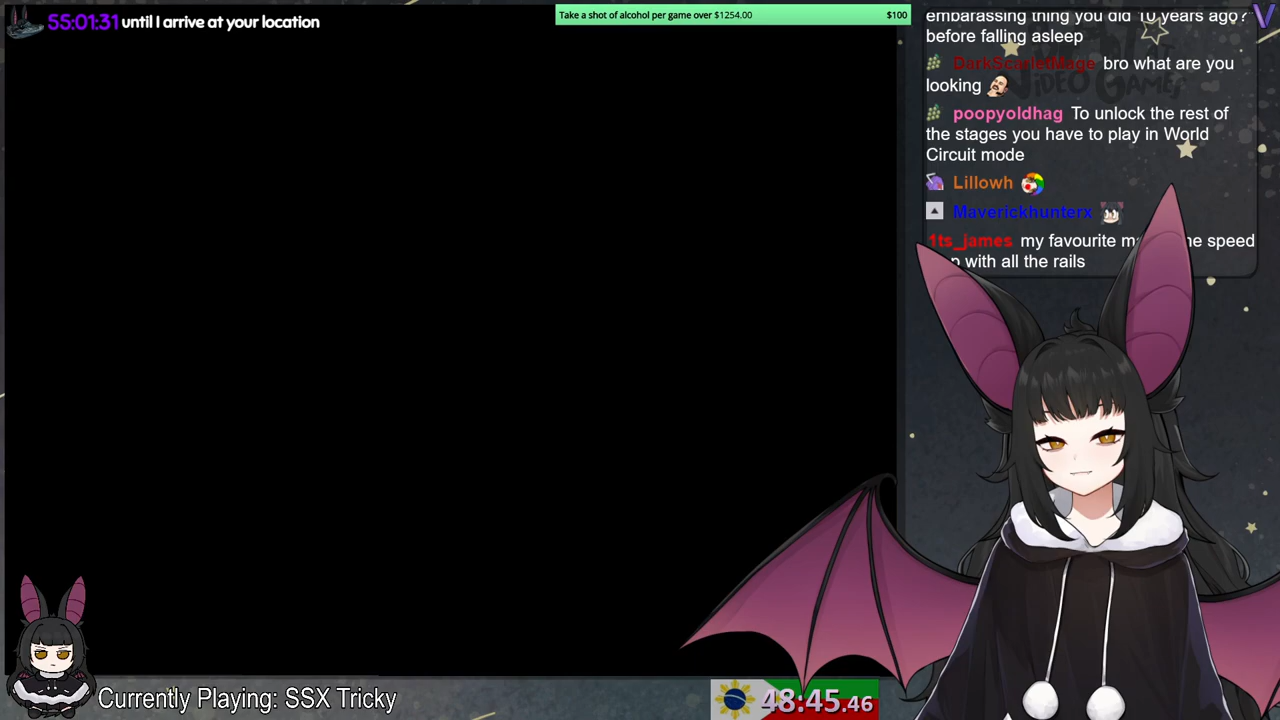 55:01:31 until I arrive at your location
Take a shot of alcohol per game over $1254.00 $100
embarassing thing you did 10 years ago?
before falling asleep
DarkScarletMage bro what are you
looking
poopyoldhag To unlock the rest of
the stages you have to play in World
Circuit mode
Lillowh
Maverickhunterx
1ts_james my favourite speed
with all the rails
Currently Playing: SSX Tricky
48:45.46